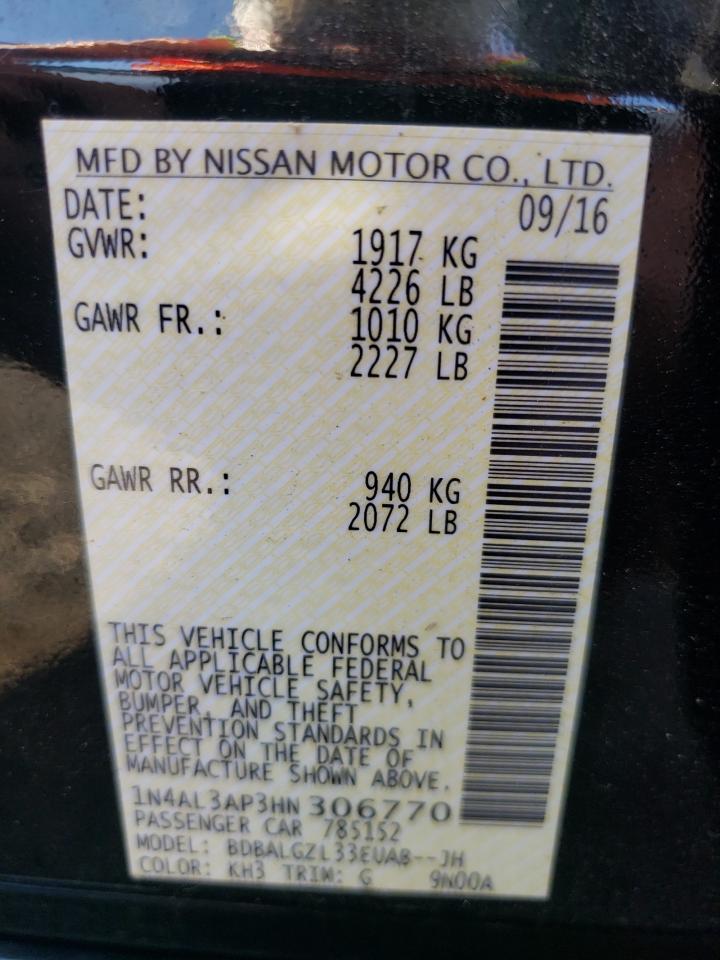 MFD BY NISSAN MOTOR CO., LTD.
DATE: 09/16
GVWR: 1917 KG
4226 LB
GAWR FR.: 1010 KG
2227 LB
GAWR RR.: 940 KG
2072 LB
THIS VEHICLE CONFORMS TO
ALL APPLICABLE FEDERAL
MOTOR VEHICLE SAFETY,
BUMPER, AND THEFT
PREVENTION STANDARDS IN
EFFECT ON THE DATE OF
MANUFACTURE SHOWN ABOVE.
1N4AL3AP3HN 306770
PASSENGER CAR 785152
MODEL: BDBALGZL33EUAB--JH
COLOR: KH3 TRIM: G 9N00A